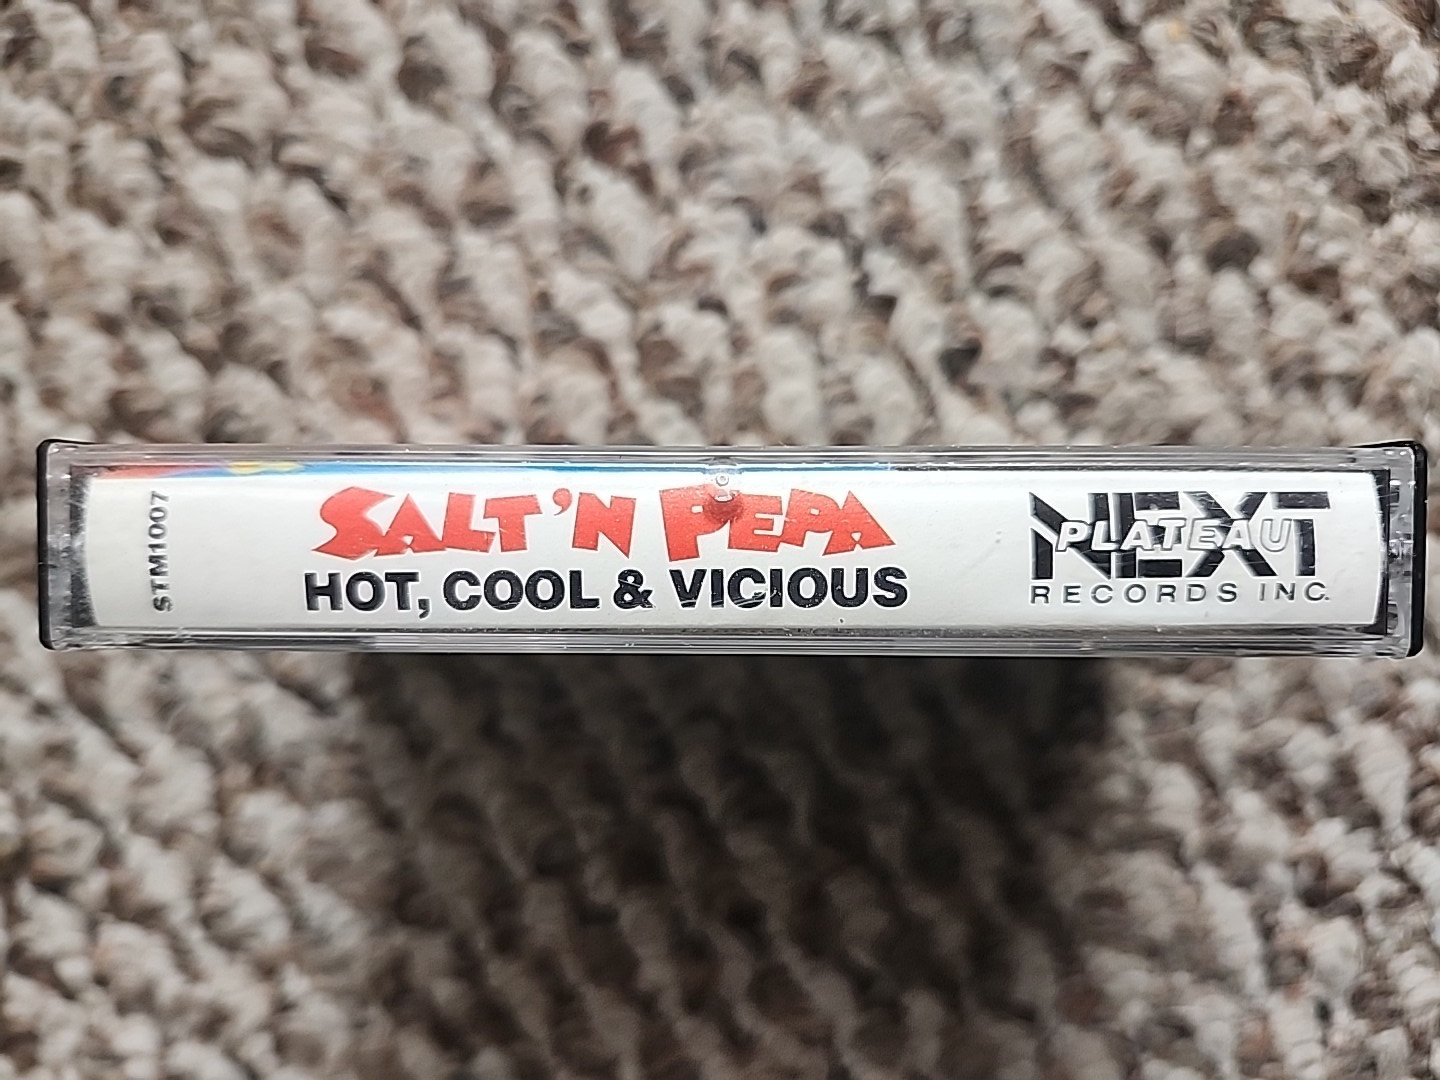 STM1007
SALT 'N PEPA
HOT, COOL & VICIOUS
NEXT
PLATEAU
RECORDS INC.